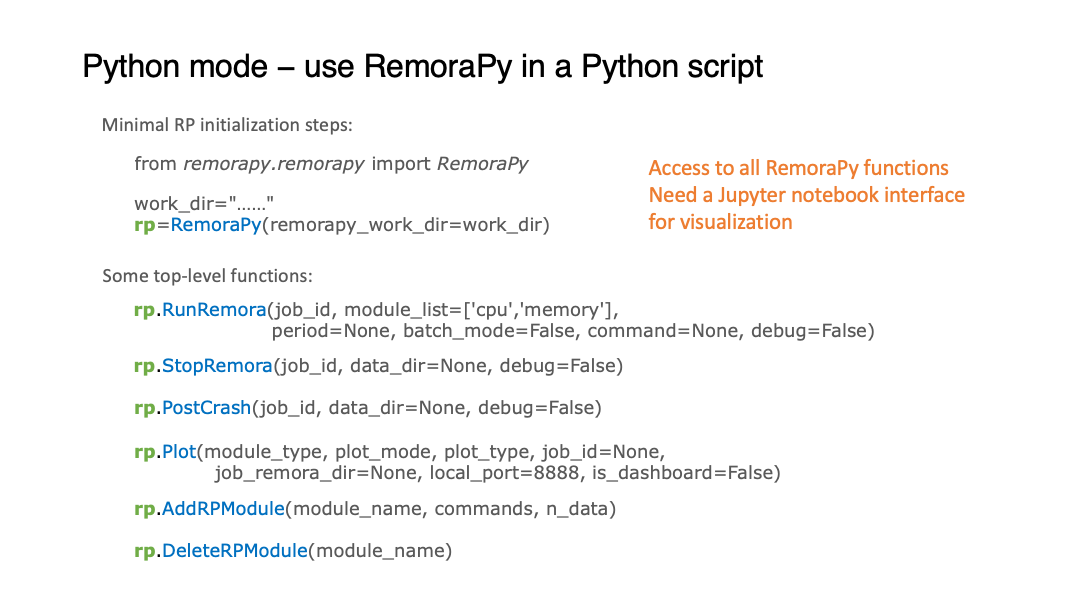 Python mode – use RemoraPy in a Python script
Minimal RP initialization steps:
from remorapy.remorapy import RemoraPy
work_dir="......"
rp=RemoraPy(remorapy_work_dir=work_dir)
Access to all RemoraPy functions
Need a Jupyter notebook interface
for visualization
Some top-level functions:
rp.RunRemora(job_id, module_list=['cpu','memory'],
period=None, batch_mode=False, command=None, debug=False)
rp.StopRemora(job_id, data_dir=None, debug=False)
rp.PostCrash(job_id, data_dir=None, debug=False)
rp.Plot(module_type, plot_mode, plot_type, job_id=None,
job_remora_dir=None, local_port=8888, is_dashboard=False)
rp.AddRPModule(module_name, commands, n_data)
rp.DeleteRPModule(module_name)